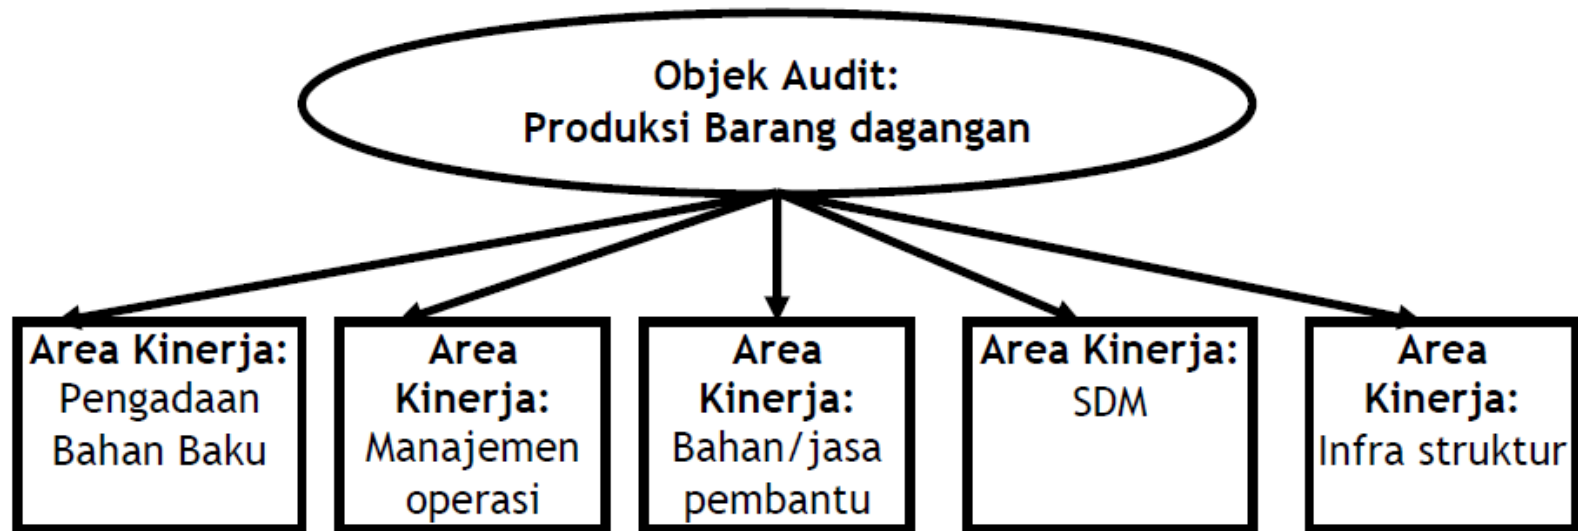 Objek Audit:
Produksi Barang dagangan
Area Kinerja:
Pengadaan
Bahan Baku
Area
Kinerja:
Manajemen
operasi
Area
Kinerja:
Bahan/jasa
pembantu
Area Kinerja:
SDM
Area
Kinerja:
Infra struktur